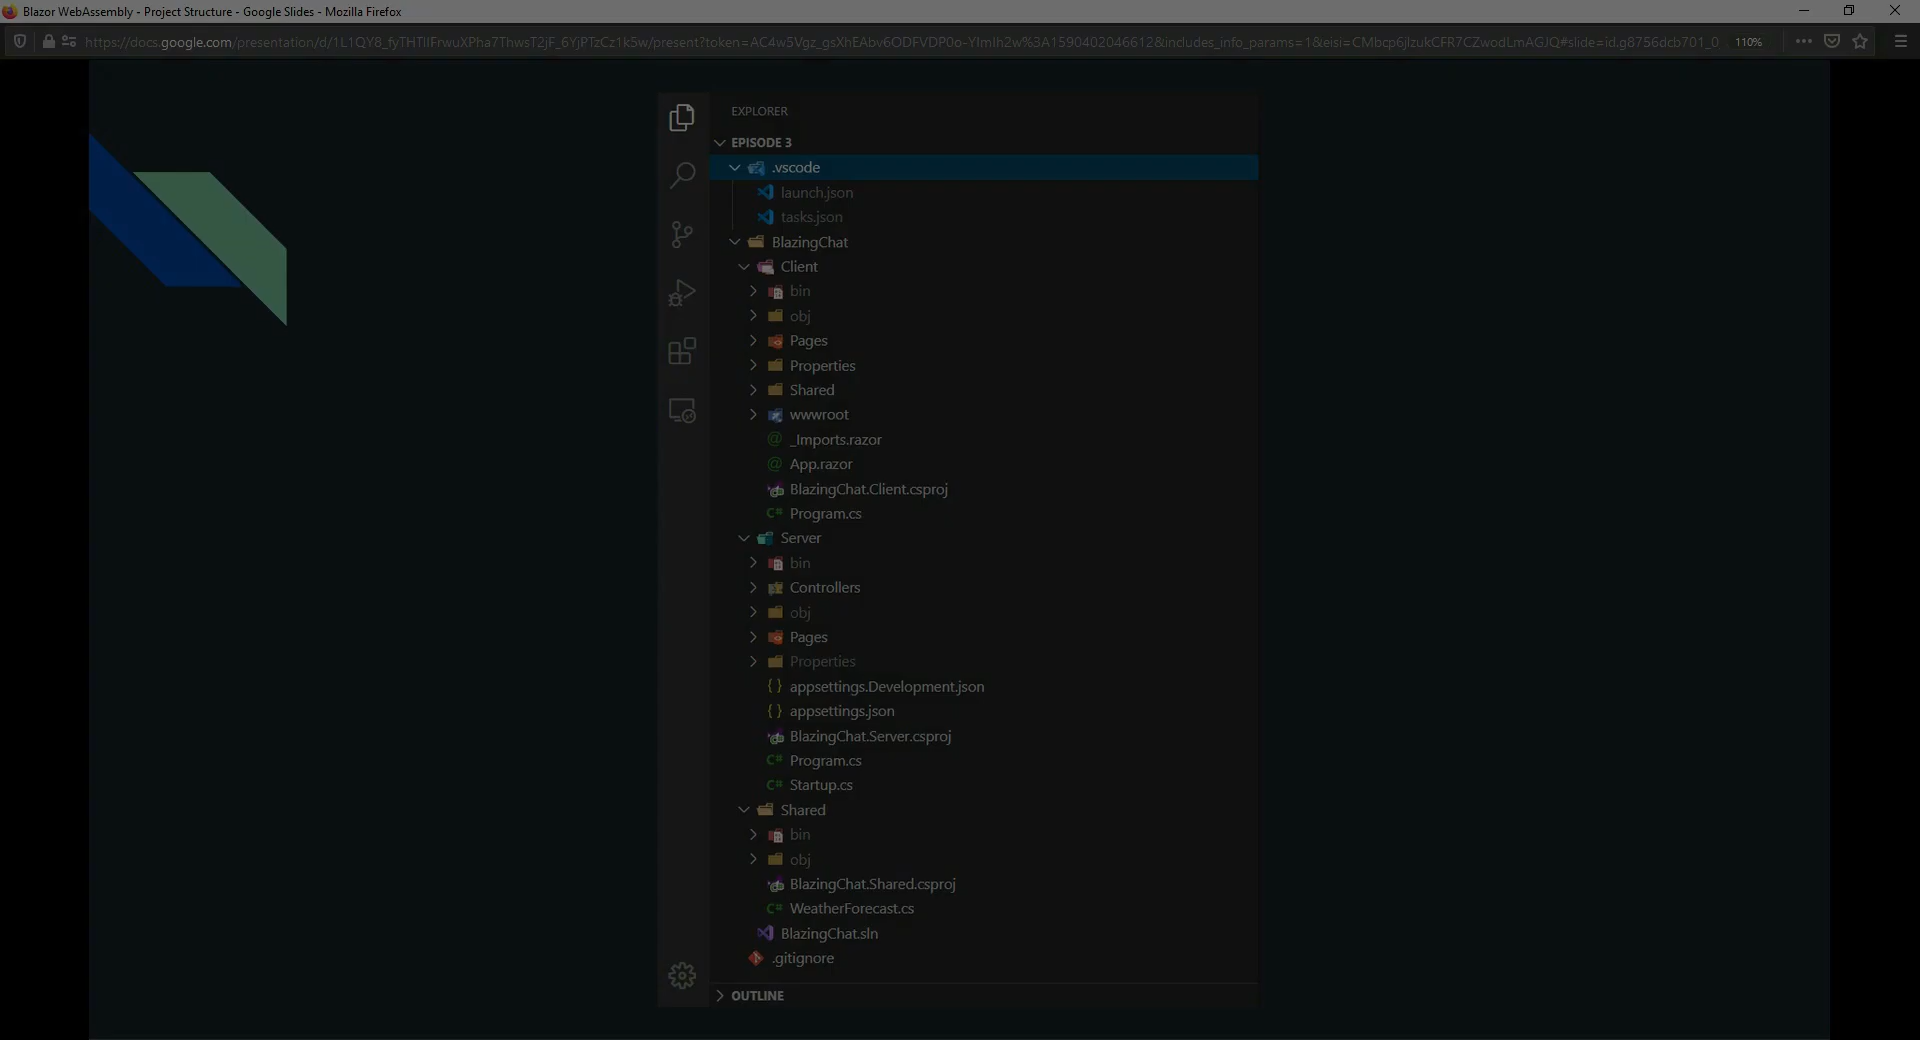 Blazor WebAssembly - Project Structure - Google Slides - Mozilla Firefox
110%
EXPLORER
EPISODE 3
.vscode
launch.json
tasks.json
BlazingChat
Client
bin
obj
Pages
Properties
Shared
wwwroot
_Imports.razor
App.razor
BlazingChat.Client.csproj
C# Program.cs
Server
bin
Controllers
obj
Pages
Properties
{ } appsettings.Development.json
{ } appsettings.json
BlazingChat.Server.csproj
C# Program.cs
C# Startup.cs
Shared
bin
obj
BlazingChat.Shared.csproj
C# WeatherForecast.cs
BlazingChat.sln
.gitignore
OUTLINE